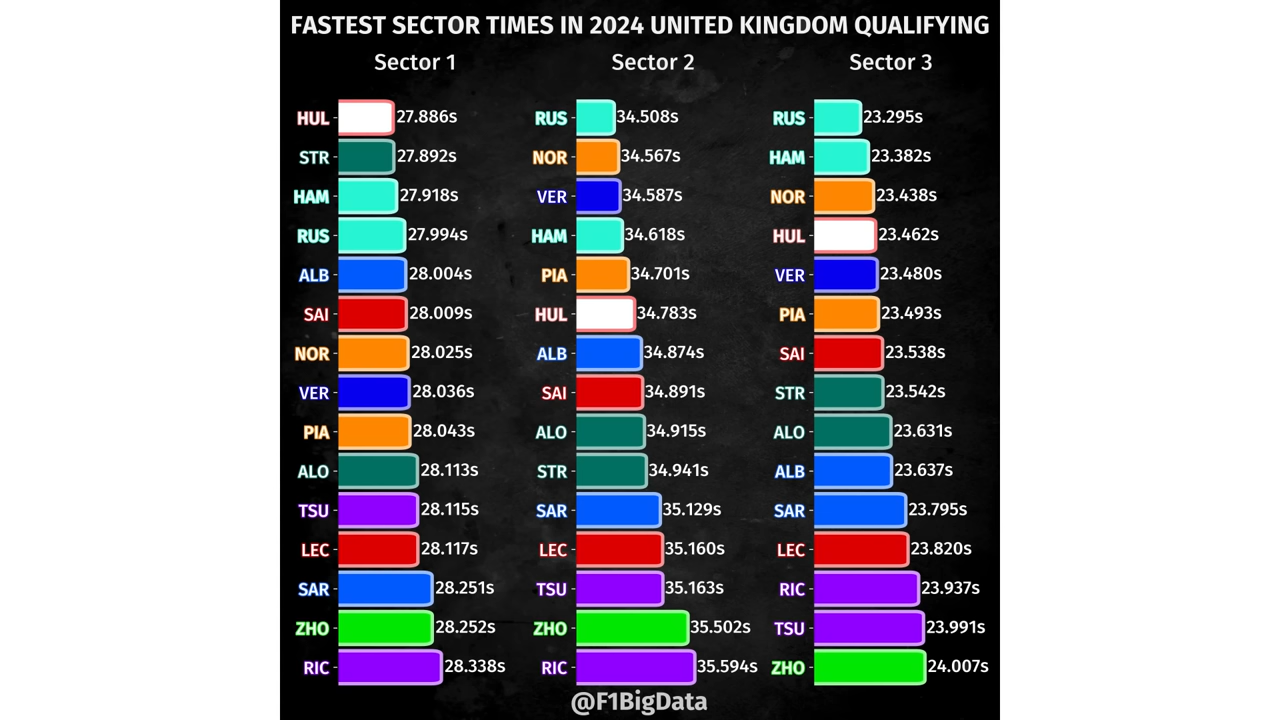 FASTEST SECTOR TIMES IN 2024 UNITED KINGDOM QUALIFYING
Sector 1
HUL 27.886s
STR 27.892s
HAM 27.918s
RUS 27.994s
ALB 28.004s
SAI 28.009s
NOR 28.025s
VER 28.036s
PIA 28.043s
ALO 28.113s
TSU 28.115s
LEC 28.117s
SAR 28.251s
ZHO 28.252s
RIC 28.338s
Sector 2
RUS 34.508s
NOR 34.567s
VER 34.587s
HAM 34.618s
PIA 34.701s
HUL 34.783s
ALB 34.874s
SAI 34.891s
ALO 34.915s
STR 34.941s
SAR 35.129s
LEC 35.160s
TSU 35.163s
ZHO 35.502s
RIC 35.594s
Sector 3
RUS 23.295s
HAM 23.382s
NOR 23.438s
HUL 23.462s
VER 23.480s
PIA 23.493s
SAI 23.538s
STR 23.542s
ALO 23.631s
ALB 23.637s
SAR 23.795s
LEC 23.820s
RIC 23.937s
TSU 23.991s
ZHO 24.007s
@F1BigData